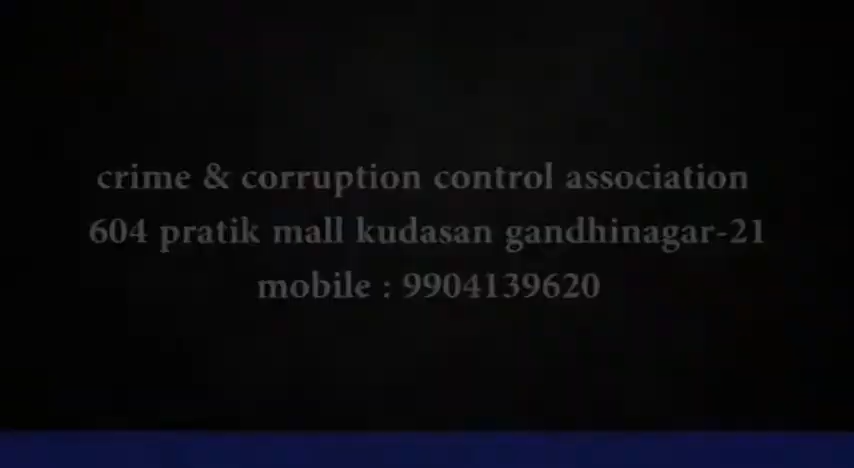 crime & corruption control association
604 pratik mall kudasan gandhinagar-21
mobile : 9904139620